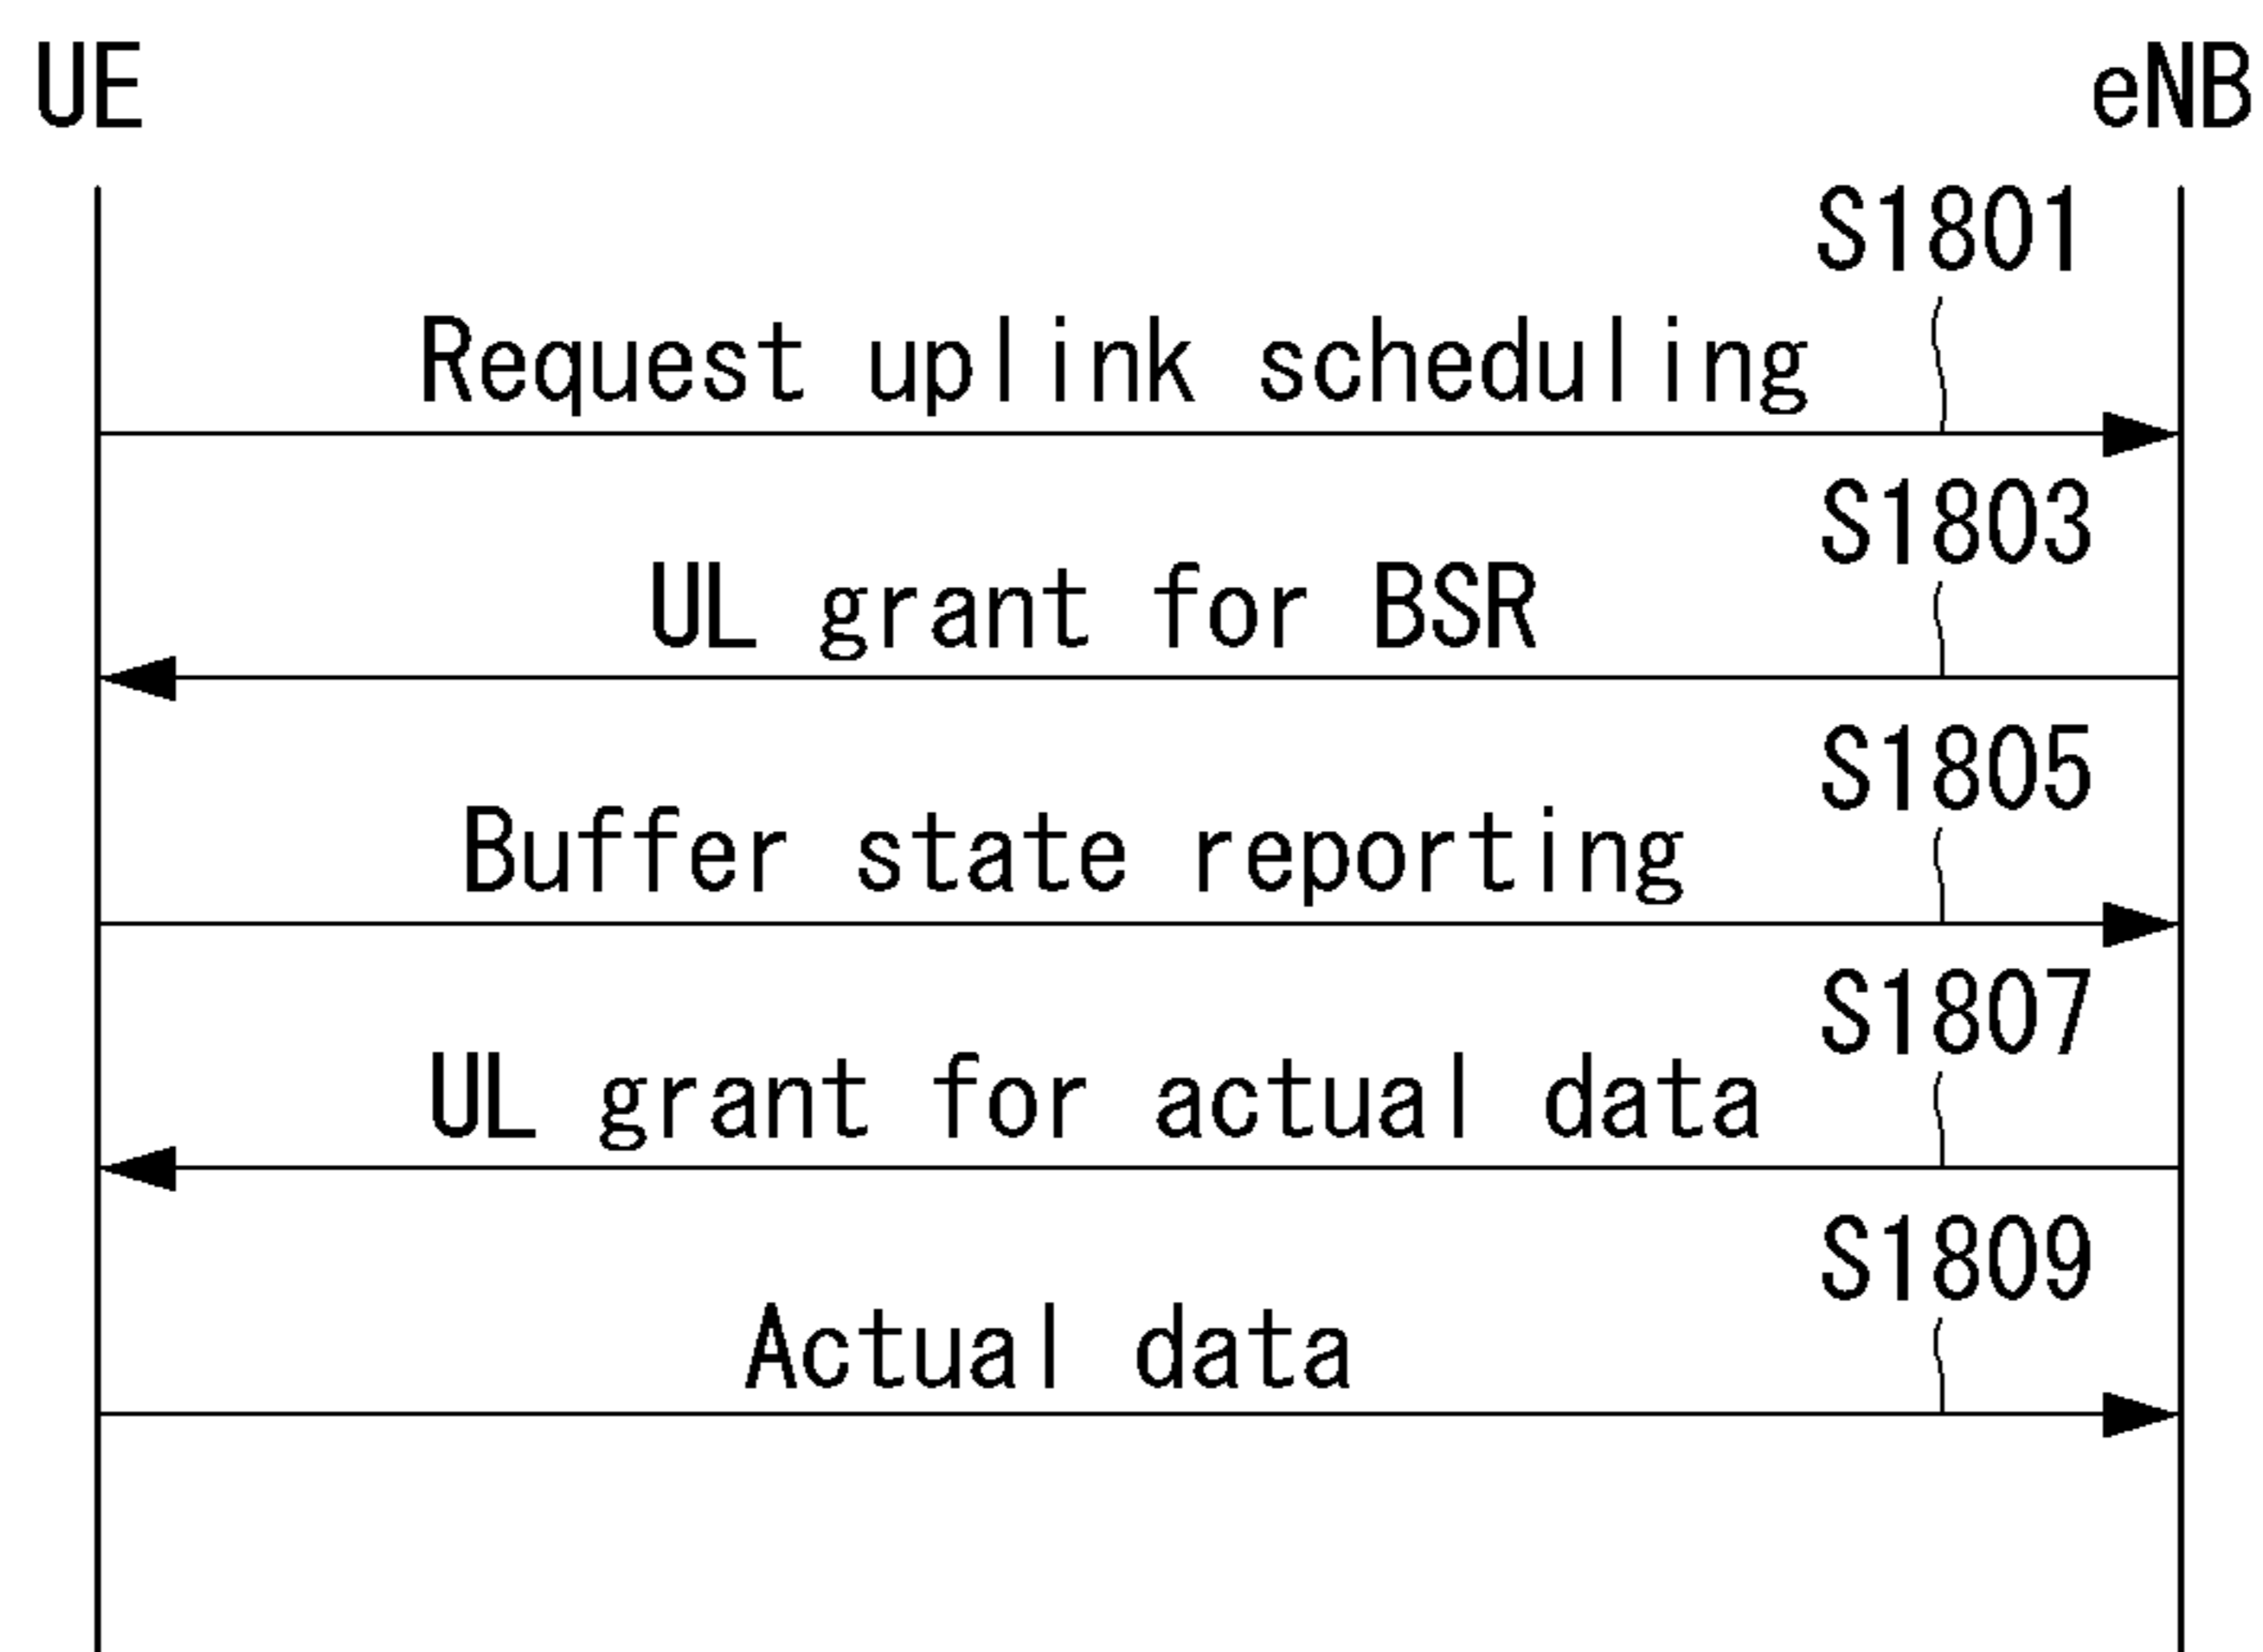 UE eNB
S1801
Request uplink scheduling
S1803
UL grant for BSR
S1805
Buffer state reporting
S1807
UL grant for actual data
S1809
Actual data